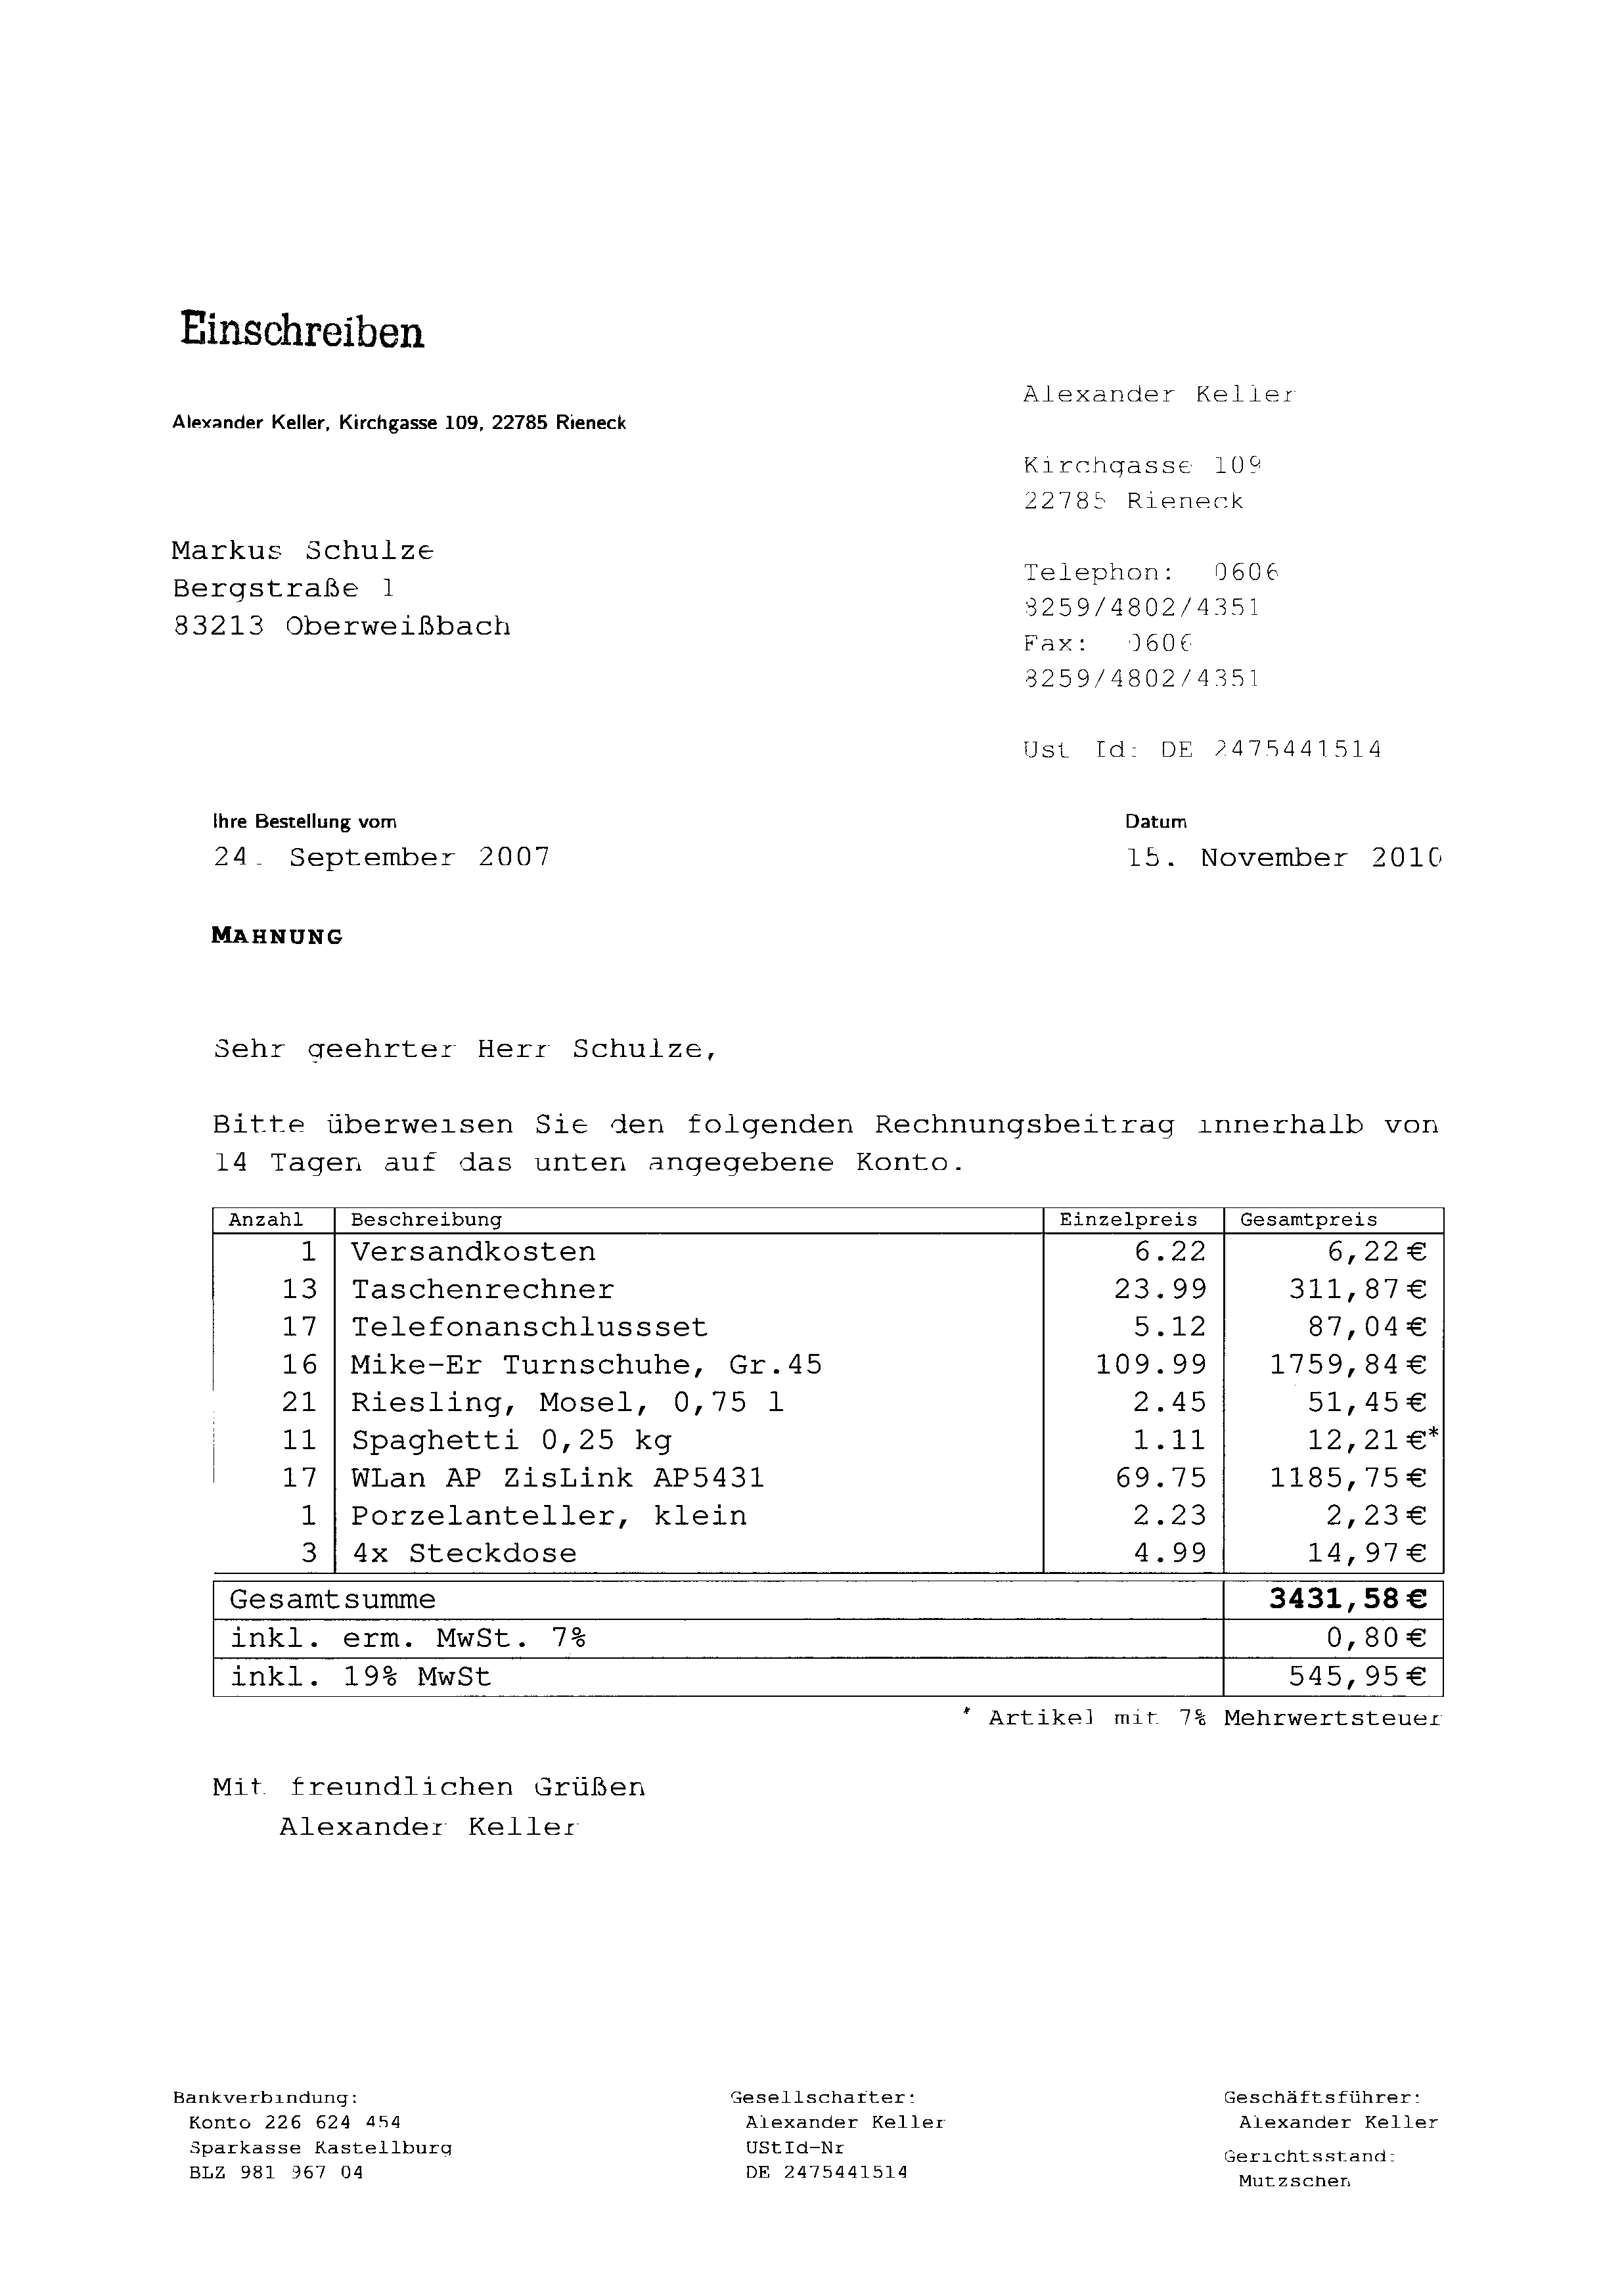 Einschreiben
Alexander Keller, Kirchgasse 109, 22785 Rieneck
Alexander Keller
Kirchgasse 109
22785 Rieneck
Telephon: 0606
8259/4802/4351
Fax: 0606
8259/4802/4351
Ust Id: DE 2475441514
Markus Schulze
Bergstraße 1
83213 Oberweißbach
Ihre Bestellung vom Datum
24. September 2007 15. November 2010
MAHNUNG
Sehr geehrter Herr Schulze,
Bitte überweisen Sie den folgenden Rechnungsbeitrag innerhalb von
14 Tagen auf das unten angegebene Konto.
Anzahl Beschreibung Einzelpreis Gesamtpreis
1 Versandkosten 6.22 6,22 €
13 Taschenrechner 23.99 311,87 €
17 Telefonanschlussset 5.12 87,04 €
16 Mike-Er Turnschuhe, Gr.45 109.99 1759,84 €
21 Riesling, Mosel, 0,75 l 2.45 51,45 €
11 Spaghetti 0,25 kg 1.11 12,21 €*
17 WLan AP ZisLink AP5431 69.75 1185,75 €
1 Porzelanteller, klein 2.23 2,23 €
3 4x Steckdose 4.99 14,97 €
Gesamtsumme 3431,58 €
inkl. erm. MwSt. 7% 0,80 €
inkl. 19% MwSt 545,95 €
* Artikel mit 7% Mehrwertsteuer
Mit freundlichen Grüßen
Alexander Keller
Bankverbindung:
Konto 226 624 454
Sparkasse Kastellburg
BLZ 981 967 04
Gesellschafter:
Alexander Keller
UStId-Nr
DE 2475441514
Geschäftsführer:
Alexander Keller
Gerichtsstand:
Mutzschen